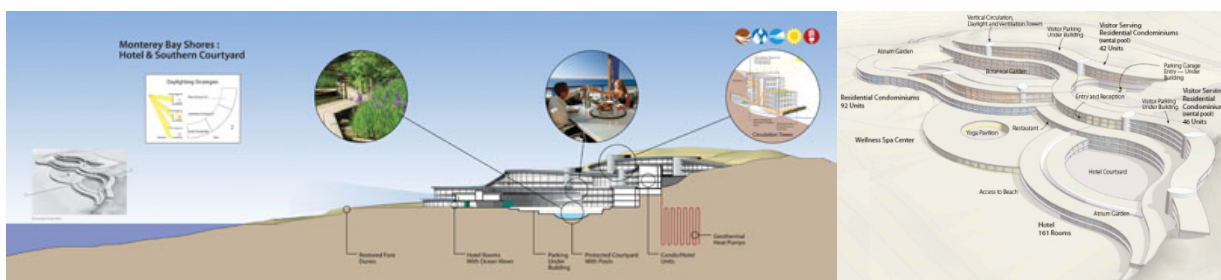 Monterey Bay Shores :
Hotel & Southern Courtyard
Daylighting Strategies
Circulation Tower
Restored Fore
Dunes
Hotel Rooms
With Ocean Views
Parking
Under
Building
Protected Courtyard
With Pools
Condo/Hotel
Units
Geothermal
Heat Pumps
Vertical Circulation,
Daylight and Ventilation Towers
Visitor Parking
Under Building
Visitor Serving
Residential Condominiums
(rental pool)
42 Units
Atrium Garden
Botanical Garden
Parking Garage
Entry — Under
Building
Residential Condominiums
92 Units
Entry and Reception
Visitor Parking
Under Building
Visitor Serving
Residential
Condominiums
(rental pool)
46 Units
Restaurant
Yoga Pavilion
Wellness Spa Center
Hotel Courtyard
Access to Beach
Atrium Garden
Hotel
161 Rooms